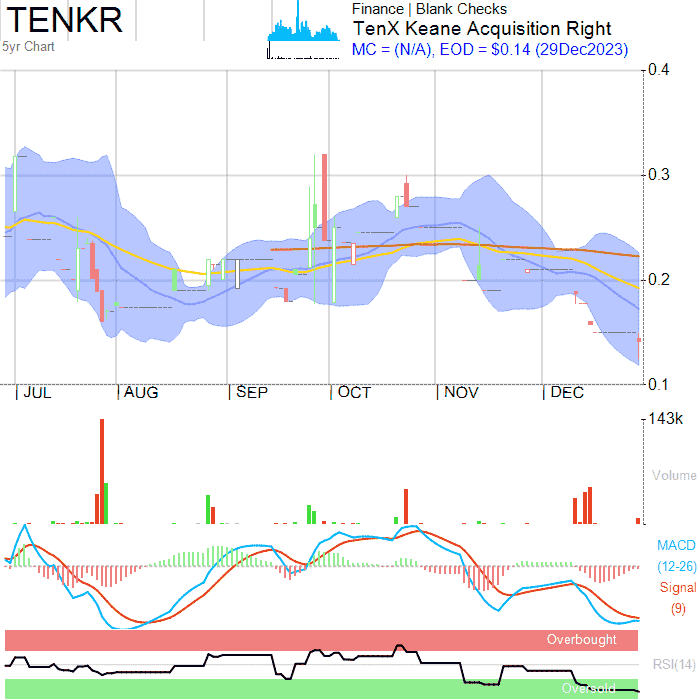 TENKR
5yr Chart
Finance | Blank Checks
TenX Keane Acquisition Right
MC = (N/A), EOD = $0.14 (29Dec2023)
0.4
0.3
0.2
0.1
JUL AUG SEP OCT NOV DEC
143k
Volume
MACD
(12-26)
Signal
(9)
Overbought
RSI(14)
Oversold